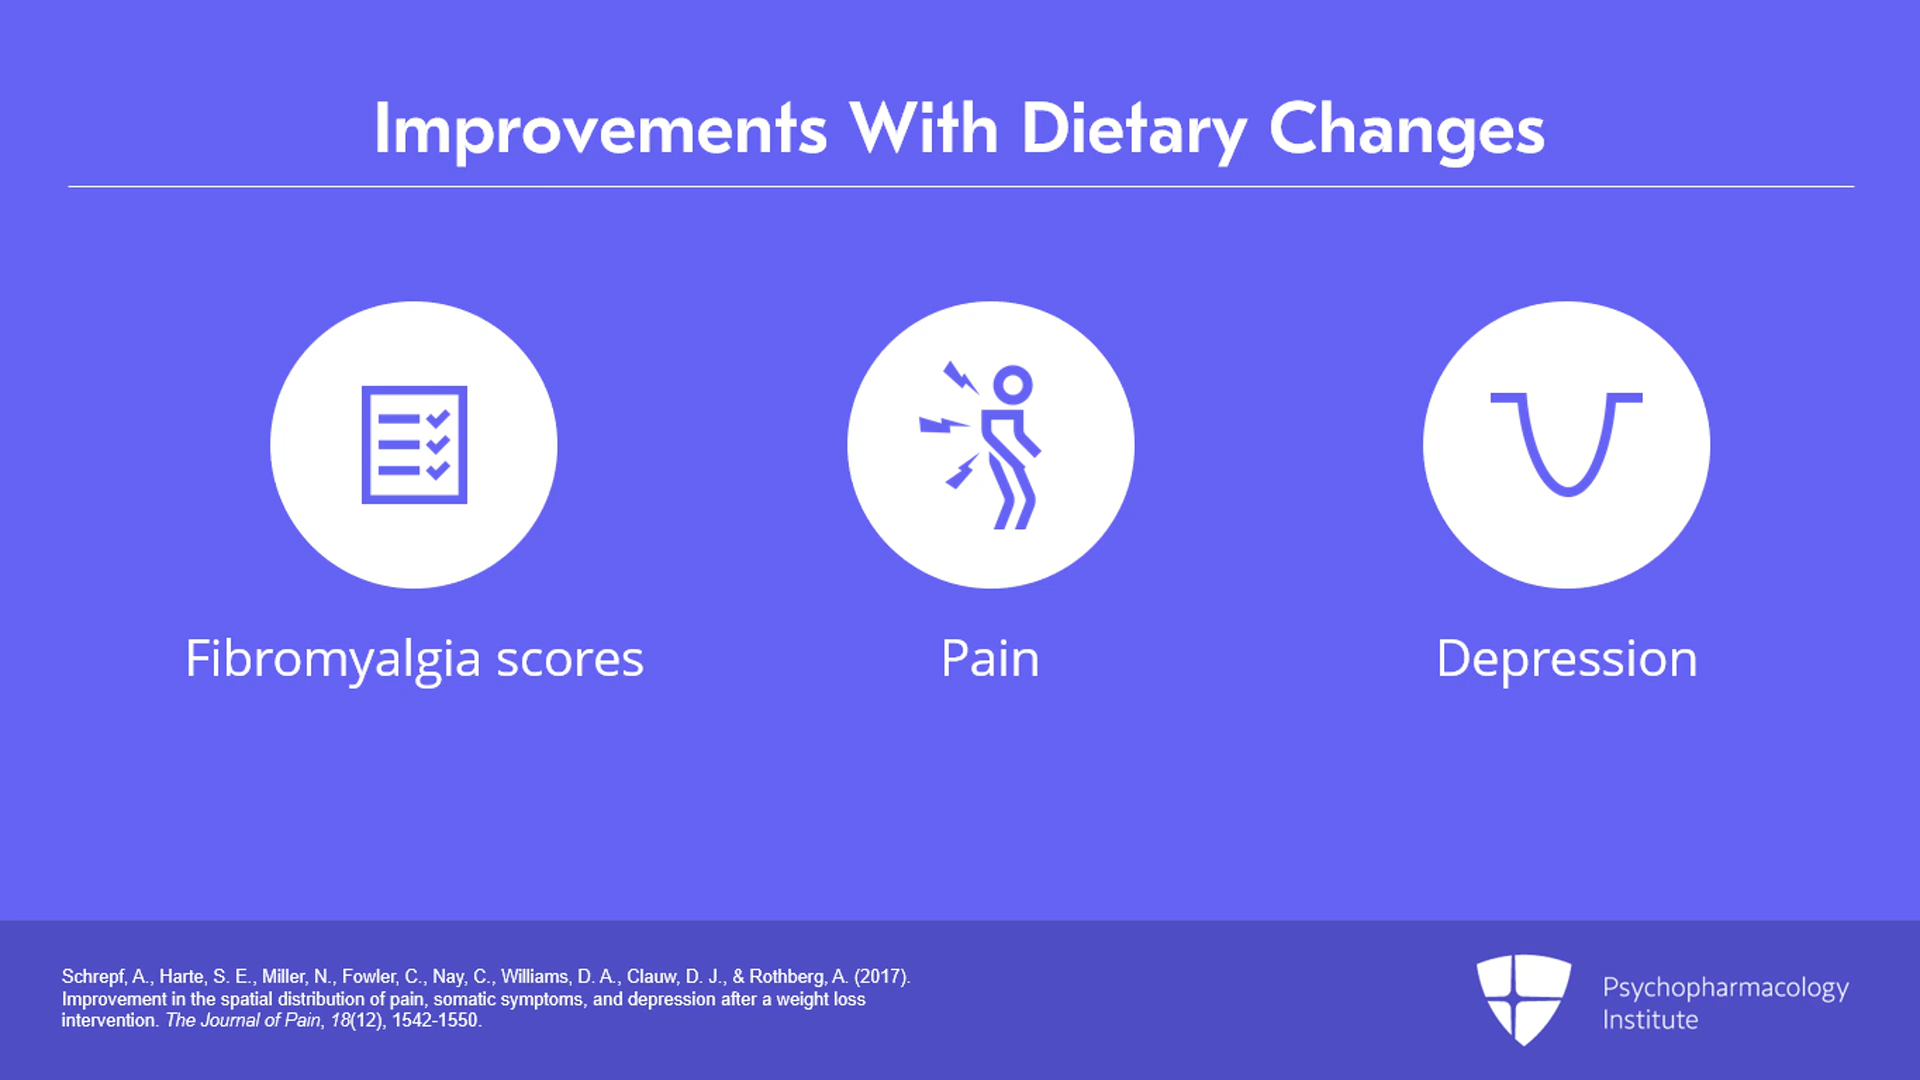 Improvements With Dietary Changes
Fibromyalgia scores
Pain
Depression
Schrepf, A., Harte, S. E., Miller, N., Fowler, C., Nay, C., Williams, D. A., Clauw, D. J., & Rothberg, A. (2017).
Improvement in the spatial distribution of pain, somatic symptoms, and depression after a weight loss
intervention. The Journal of Pain, 18(12), 1542-1550.
Psychopharmacology
Institute